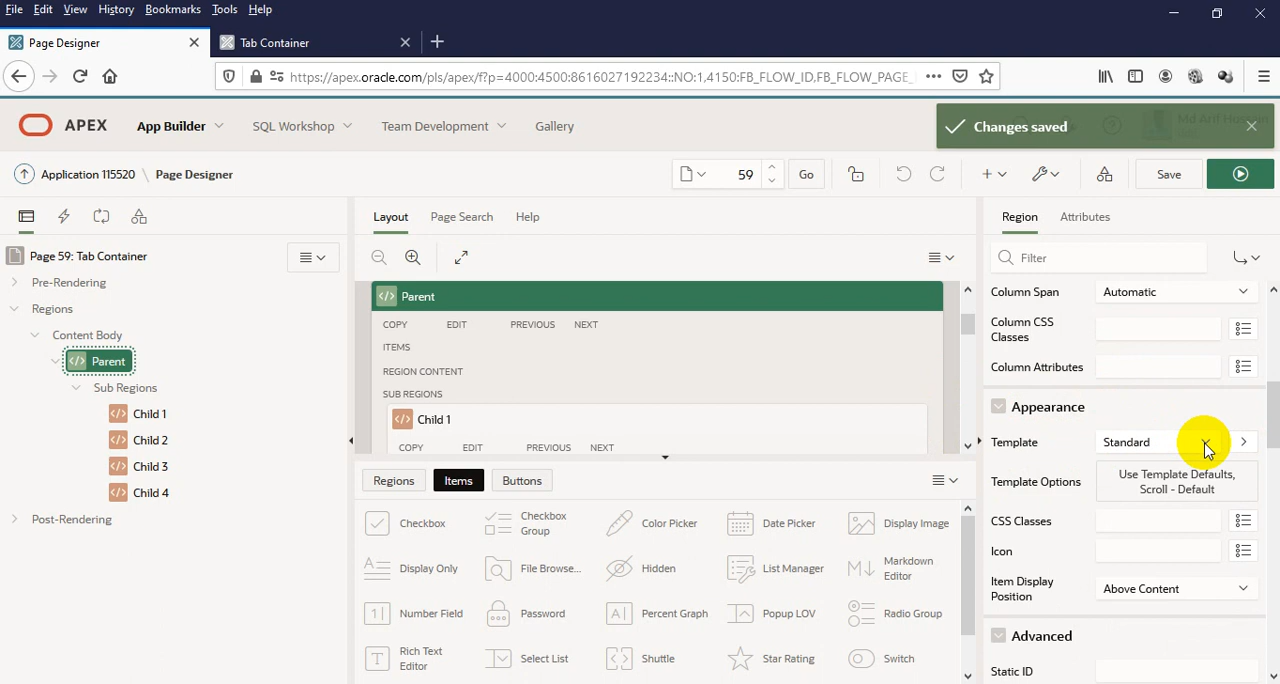 File Edit View History Bookmarks Tools Help
Page Designer
Tab Container
https://apex.oracle.com/pls/apex/f?p=4000:4500:8616027192234::NO:1,4150:FB_FLOW_ID,FB_FLOW_PAGE_
APEX App Builder SQL Workshop Team Development Gallery
Changes saved
Application 115520 \ Page Designer
59 Go
Save
Layout Page Search Help
Region Attributes
Page 59: Tab Container
Filter
Pre-Rendering
Regions
Content Body
Parent
Sub Regions
Child 1
Child 2
Child 3
Child 4
Post-Rendering
Parent
COPY EDIT PREVIOUS NEXT
ITEMS
REGION CONTENT
SUB REGIONS
Child 1
COPY EDIT PREVIOUS NEXT
Regions Items Buttons
Checkbox
Checkbox Group
Color Picker
Date Picker
Display Image
Display Only
File Browse...
Hidden
List Manager
Markdown Editor
Number Field
Password
Percent Graph
Popup LOV
Radio Group
Rich Text Editor
Select List
Shuttle
Star Rating
Switch
Column Span Automatic
Column CSS
Classes
Column Attributes
Appearance
Template Standard
Template Options Use Template Defaults,
Scroll - Default
CSS Classes
Icon
Item Display
Position Above Content
Advanced
Static ID